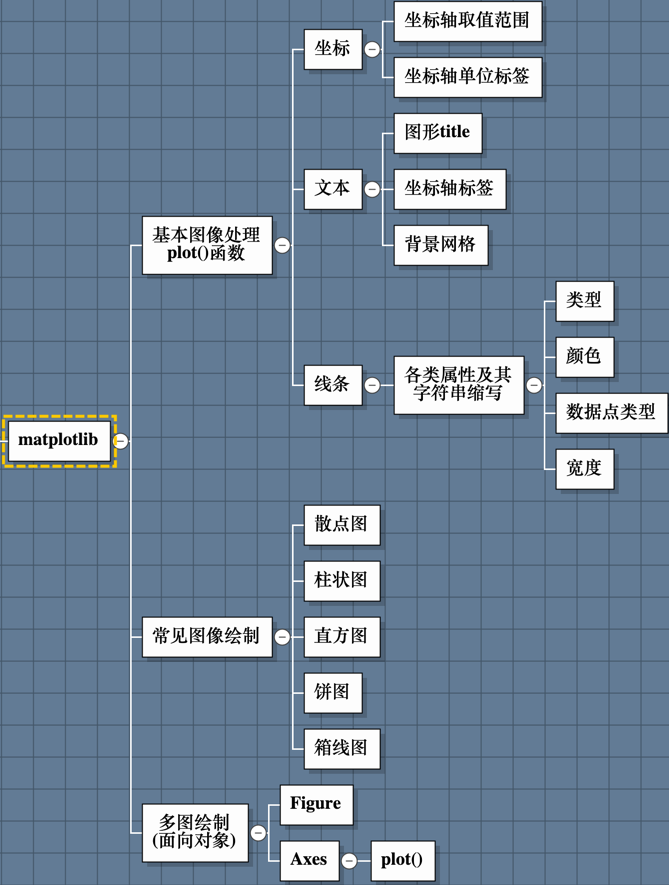 matplotlib
基本图像处理
plot()函数
坐标
坐标轴取值范围
坐标轴单位标签
文本
图形title
坐标轴标签
背景网格
线条
各类属性及其
字符串缩写
类型
颜色
数据点类型
宽度
常见图像绘制
散点图
柱状图
直方图
饼图
箱线图
多图绘制
(面向对象)
Figure
Axes
plot()